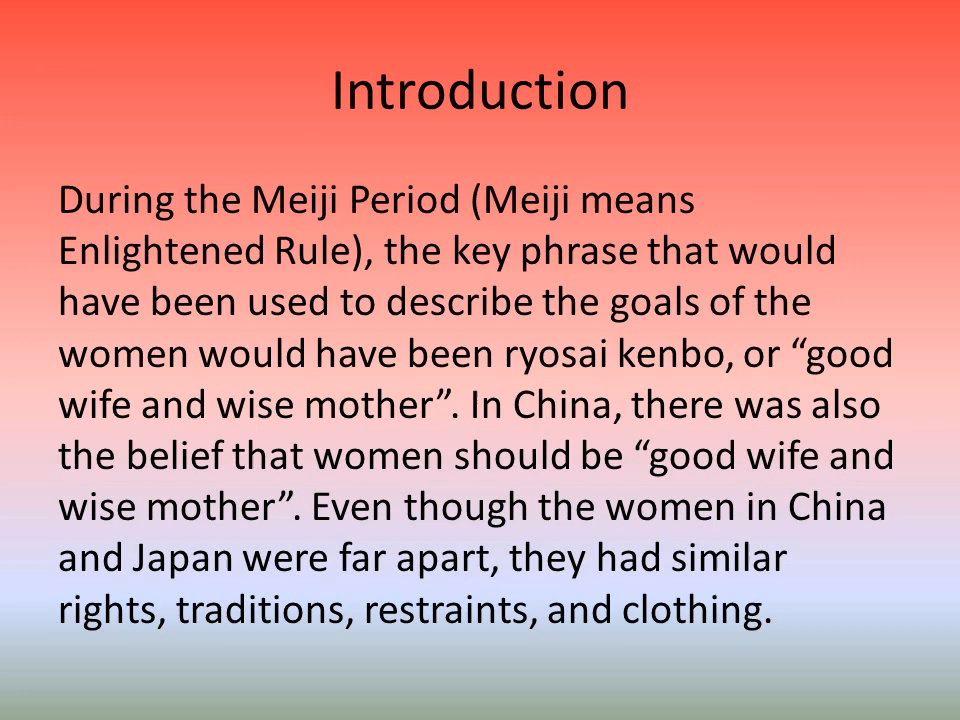 Introduction
During the Meiji Period (Meiji means
Enlightened Rule), the key phrase that would
have been used to describe the goals of the
women would have been ryosai kenbo, or “good
wife and wise mother”. In China, there was also
the belief that women should be “good wife and
wise mother”. Even though the women in China
and Japan were far apart, they had similar
rights, traditions, restraints, and clothing.